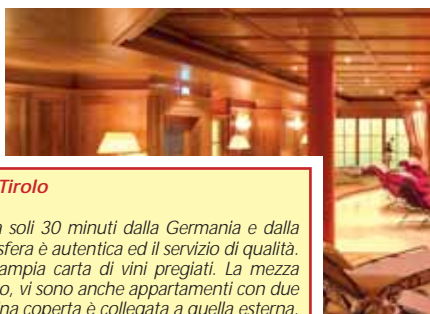 Tirolo
soli 30 minuti dalla Germania e dalla
sfera è autentica ed il servizio di qualità.
ampia carta di vini pregiati. La mezza
o, vi sono anche appartamenti con due
ina coperta è collegata a quella esterna,